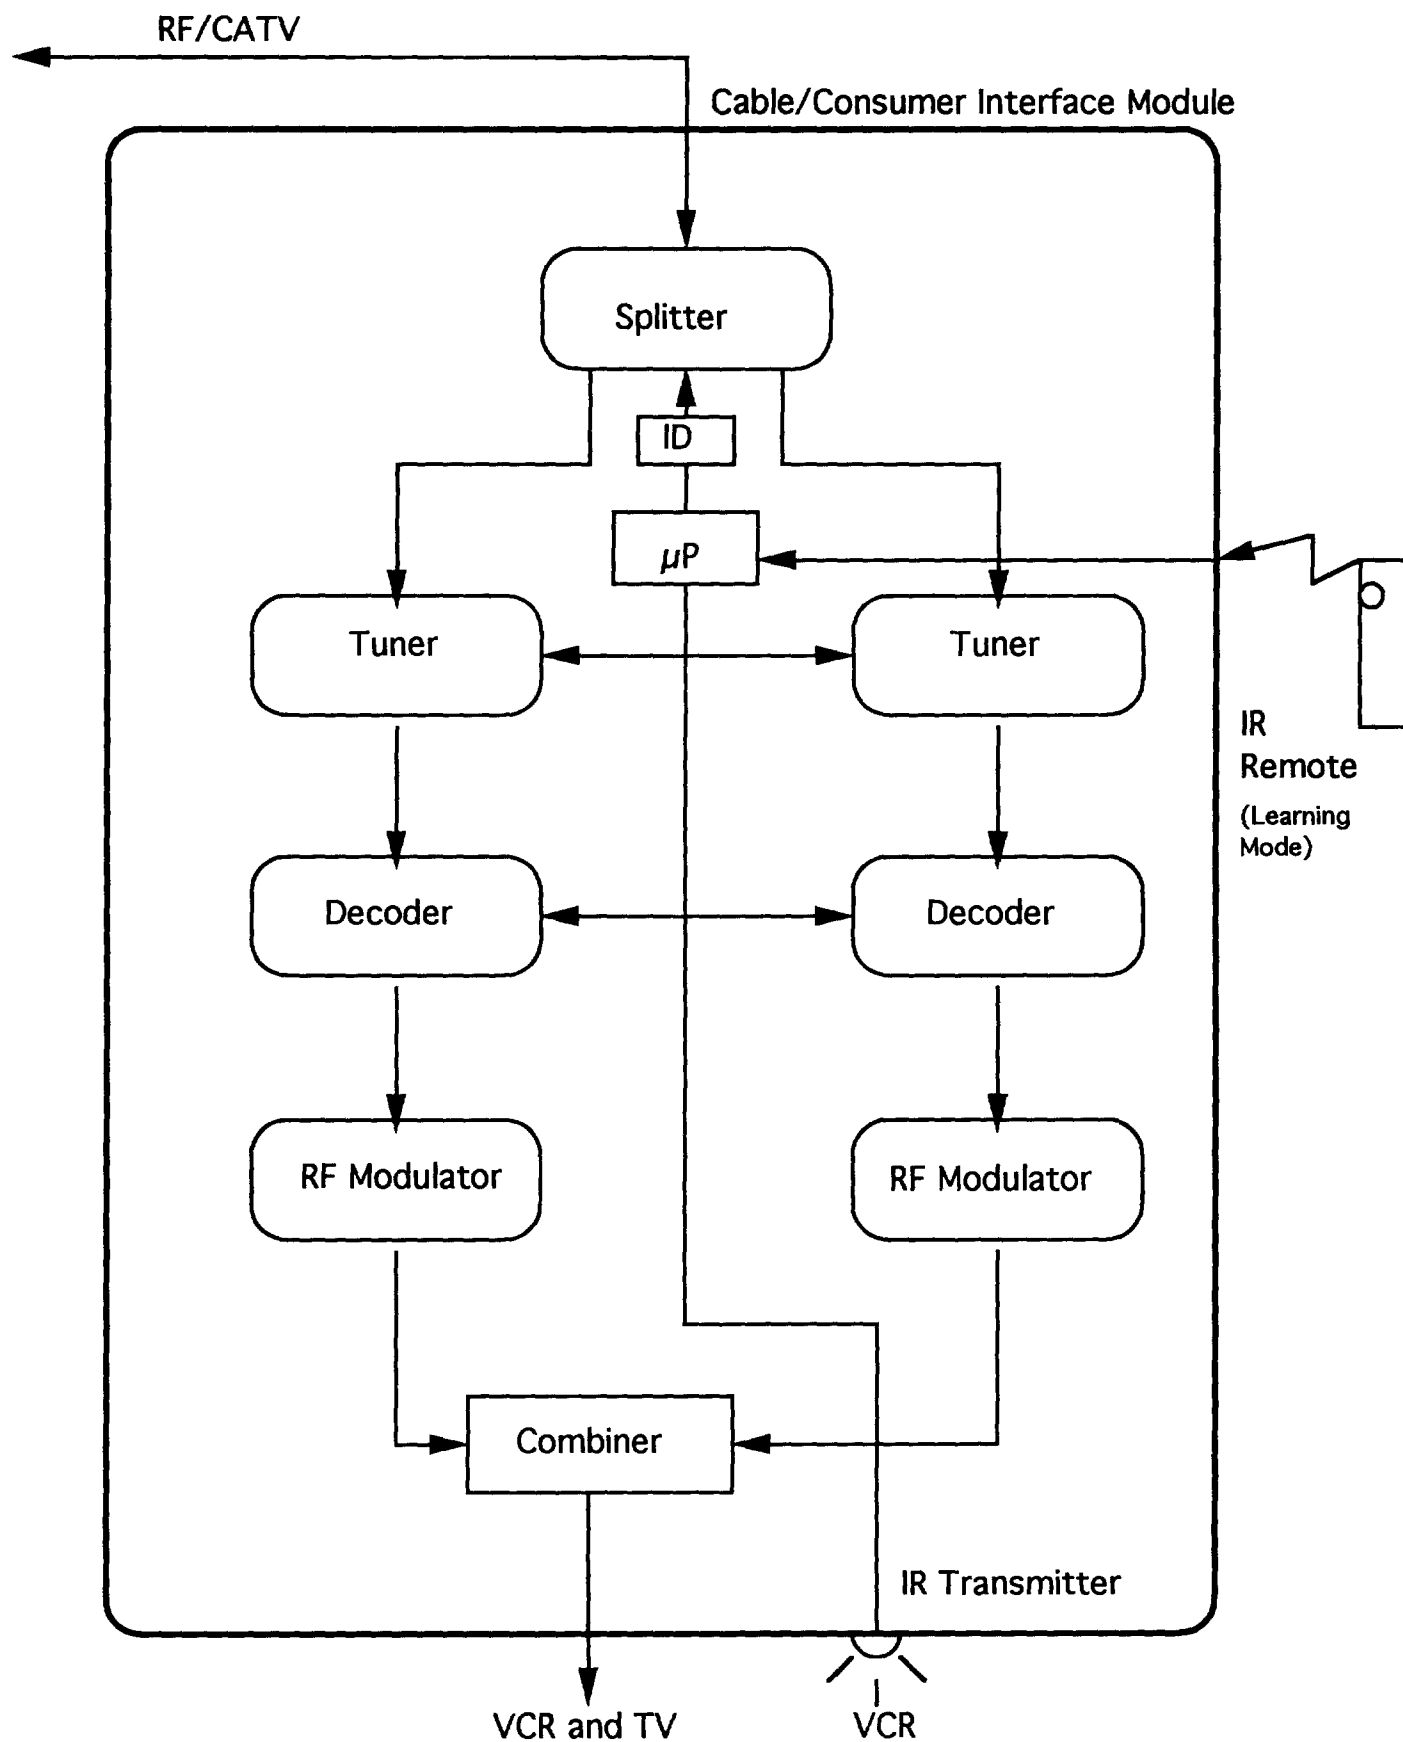 RF/CATV
Cable/Consumer Interface Module
Splitter
ID
µP
Tuner
Tuner
IR
Remote
(Learning
Mode)
Decoder
Decoder
RF Modulator
RF Modulator
Combiner
IR Transmitter
VCR and TV
VCR